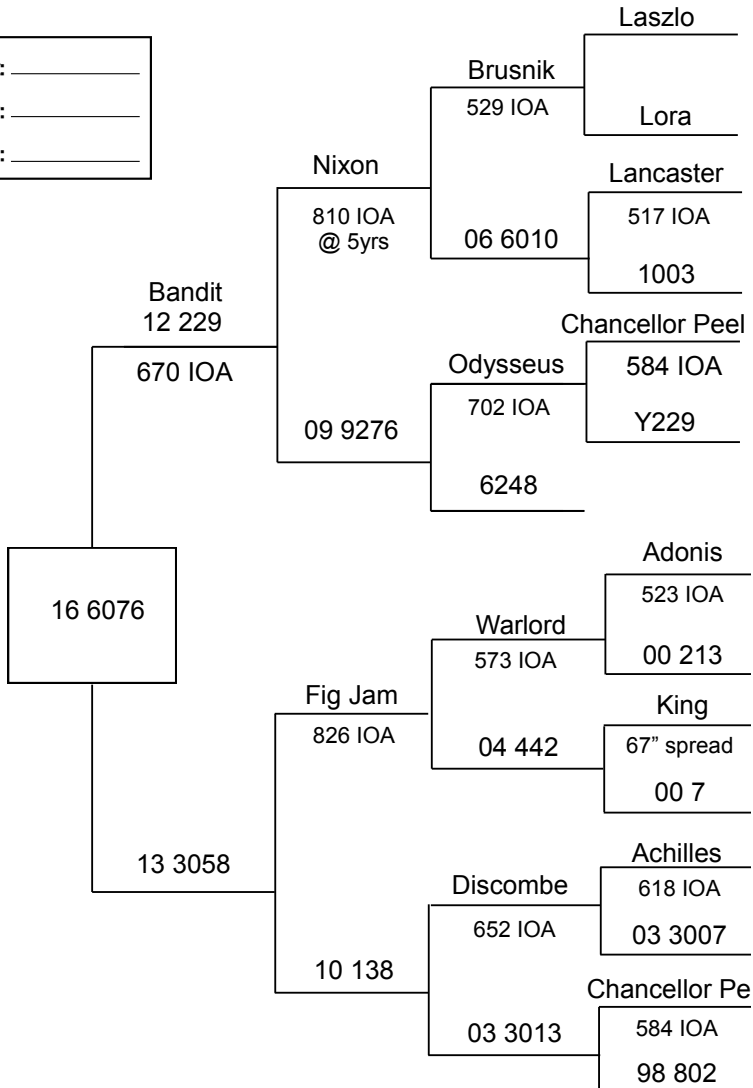 :
:
:
Laszlo
Brusnik
529 IOA
Lora
Nixon
Lancaster
810 IOA
@ 5yrs
517 IOA
06 6010
1003
Bandit
12 229
Chancellor Peel
670 IOA
Odysseus
584 IOA
702 IOA
09 9276
Y229
6248
16 6076
Adonis
523 IOA
Warlord
573 IOA
00 213
Fig Jam
King
826 IOA
04 442
67” spread
00 7
13 3058
Achilles
Discombe
618 IOA
652 IOA
03 3007
10 138
Chancellor Pe
03 3013
584 IOA
98 802